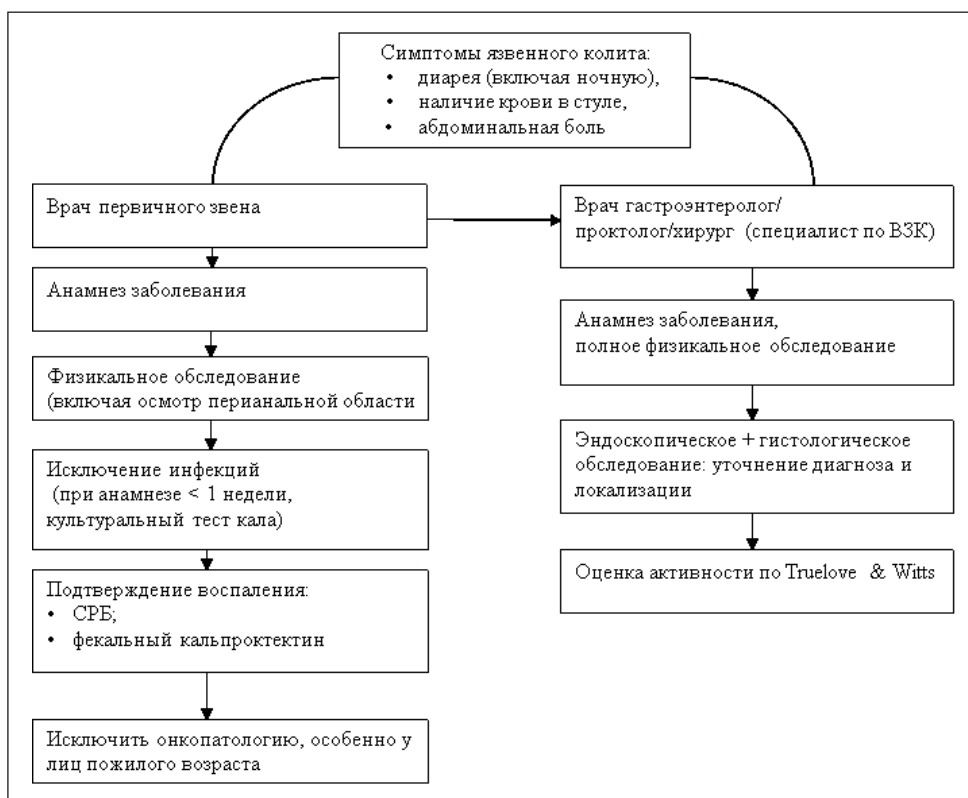 Симптомы язвенного колита:
• диарея (включая ночную),
• наличие крови в стуле,
• абдоминальная боль
Врач первичного звена
Врач гастроэнтеролог/
проктолог/хирург (специалист по ВЗК)
Анамнез заболевания
Анамнез заболевания,
полное физикальное обследование
Физикальное обследование
(включая осмотр перианальной области
Эндоскопическое + гистологическое
обследование: уточнение диагноза и
локализации
Исключение инфекций
(при анамнезе < 1 недели,
культуральный тест кала)
Оценка активности по Truelove & Witts
Подтверждение воспаления:
• СРБ;
• фекальный кальпроктектин
Исключить онкопатологию, особенно у
лиц пожилого возраста